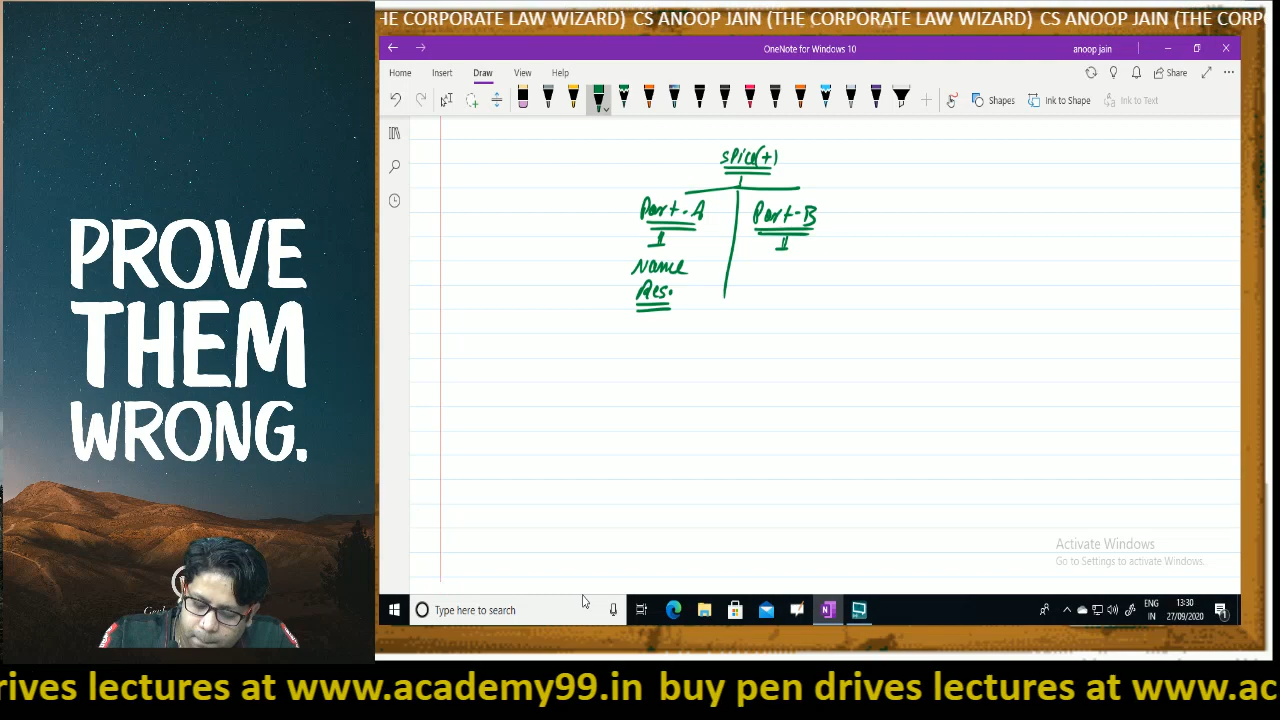 THE CORPORATE LAW WIZARD) CS ANOOP JAIN (THE CORPORATE LAW WIZARD) CS ANOOP JAIN (THE CORP
OneNote for Windows 10
anoop jain
Home Insert Draw View Help
Share
Shapes
Ink to Shape
Ink to Text
SPice(+)
Part-A
Part-B
Name
Res.
PROVE
THEM
WRONG.
Activate Windows
Go to Settings to activate Windows.
Type here to search
ENG
IN
13:30
27/09/2020
1
rives lectures at www.academy99.in buy pen drives lectures at www.ac